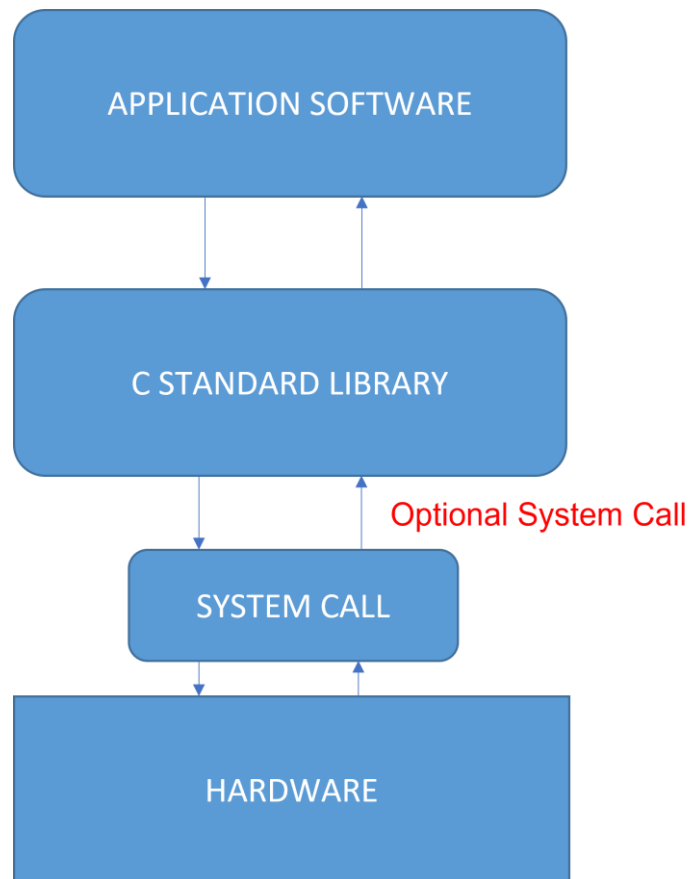 APPLICATION SOFTWARE
C STANDARD LIBRARY
Optional System Call
SYSTEM CALL
HARDWARE